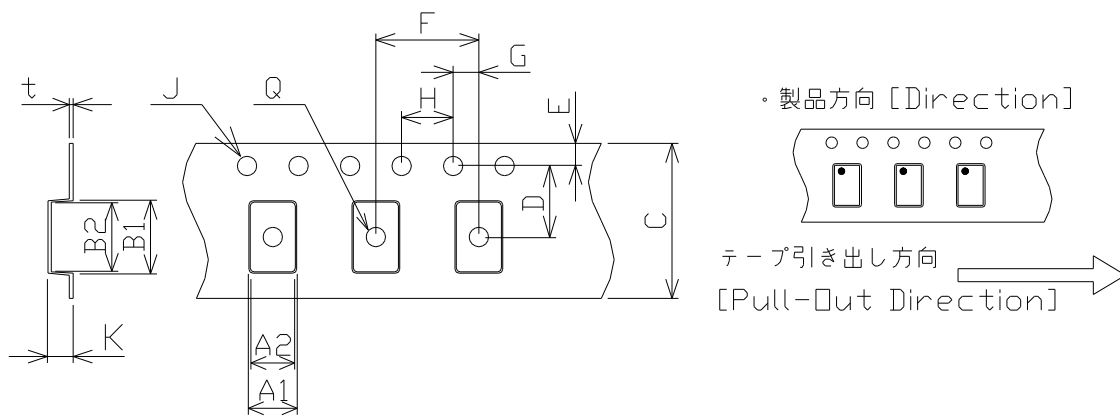 F
G
t
J
Q
H
E
D
C
B2
B1
K
A2
A1
。製品方向 [Direction]
テープ引き出し方向
[Pull-Out Direction]